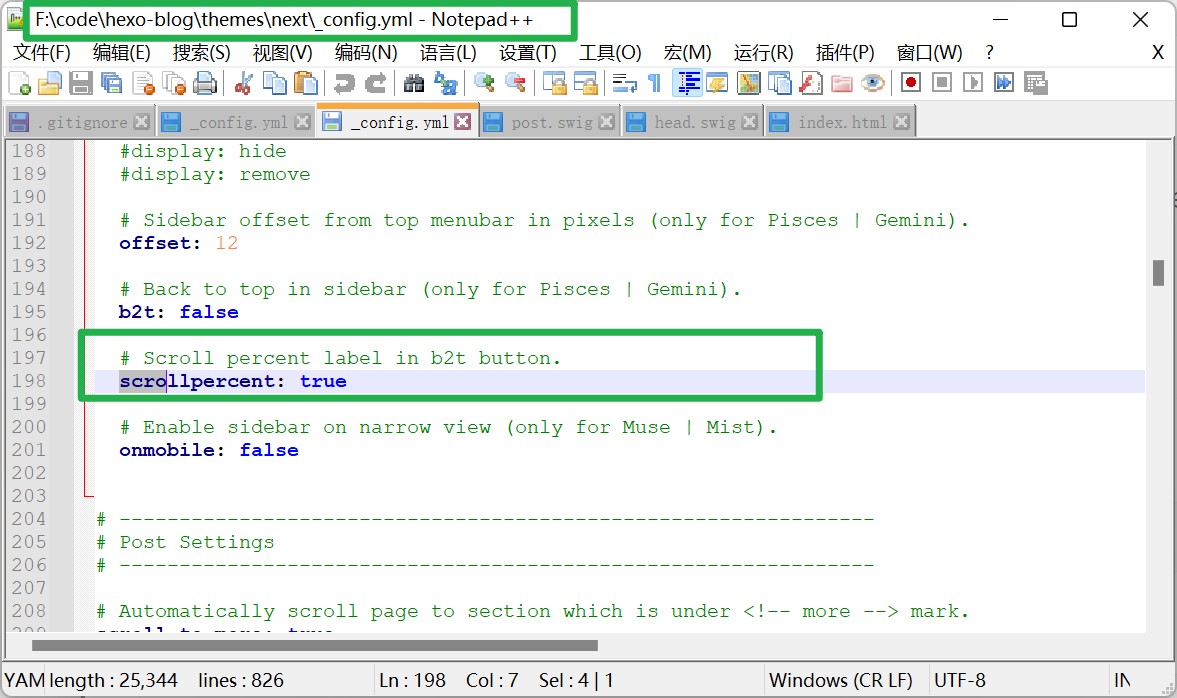 F:\code\hexo-blog\themes\next\_config.yml - Notepad++
文件(F) 编辑(E) 搜索(S) 视图(V) 编码(N) 语言(L) 设置(T) 工具(O) 宏(M) 运行(R) 插件(P) 窗口(W) ? X
.gitignore _config.yml _config.yml post.swig head.swig index.html
188 #display: hide
189 #display: remove
190
191 # Sidebar offset from top menubar in pixels (only for Pisces | Gemini).
192 offset: 12
193
194 # Back to top in sidebar (only for Pisces | Gemini).
195 b2t: false
196
197 # Scroll percent label in b2t button.
198 scrollpercent: true
199
200 # Enable sidebar on narrow view (only for Muse | Mist).
201 onmobile: false
202
203
204 # ---------------------------------------------------------------
205 # Post Settings
206 # ---------------------------------------------------------------
207
208 # Automatically scroll page to section which is under <!-- more --> mark.
YAM length : 25,344 lines : 826 Ln : 198 Col : 7 Sel : 4 | 1 Windows (CR LF) UTF-8 IN